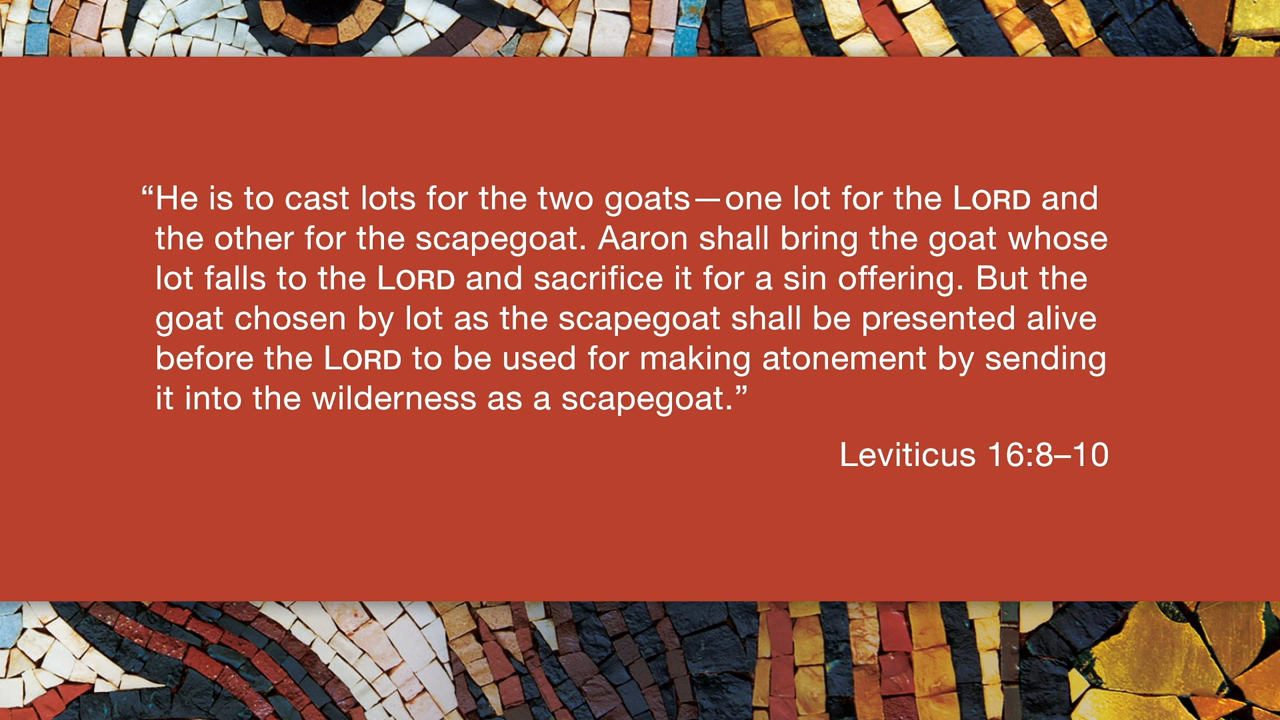 “He is to cast lots for the two goats—one lot for the LORD and
the other for the scapegoat. Aaron shall bring the goat whose
lot falls to the LORD and sacrifice it for a sin offering. But the
goat chosen by lot as the scapegoat shall be presented alive
before the LORD to be used for making atonement by sending
it into the wilderness as a scapegoat.”
Leviticus 16:8–10